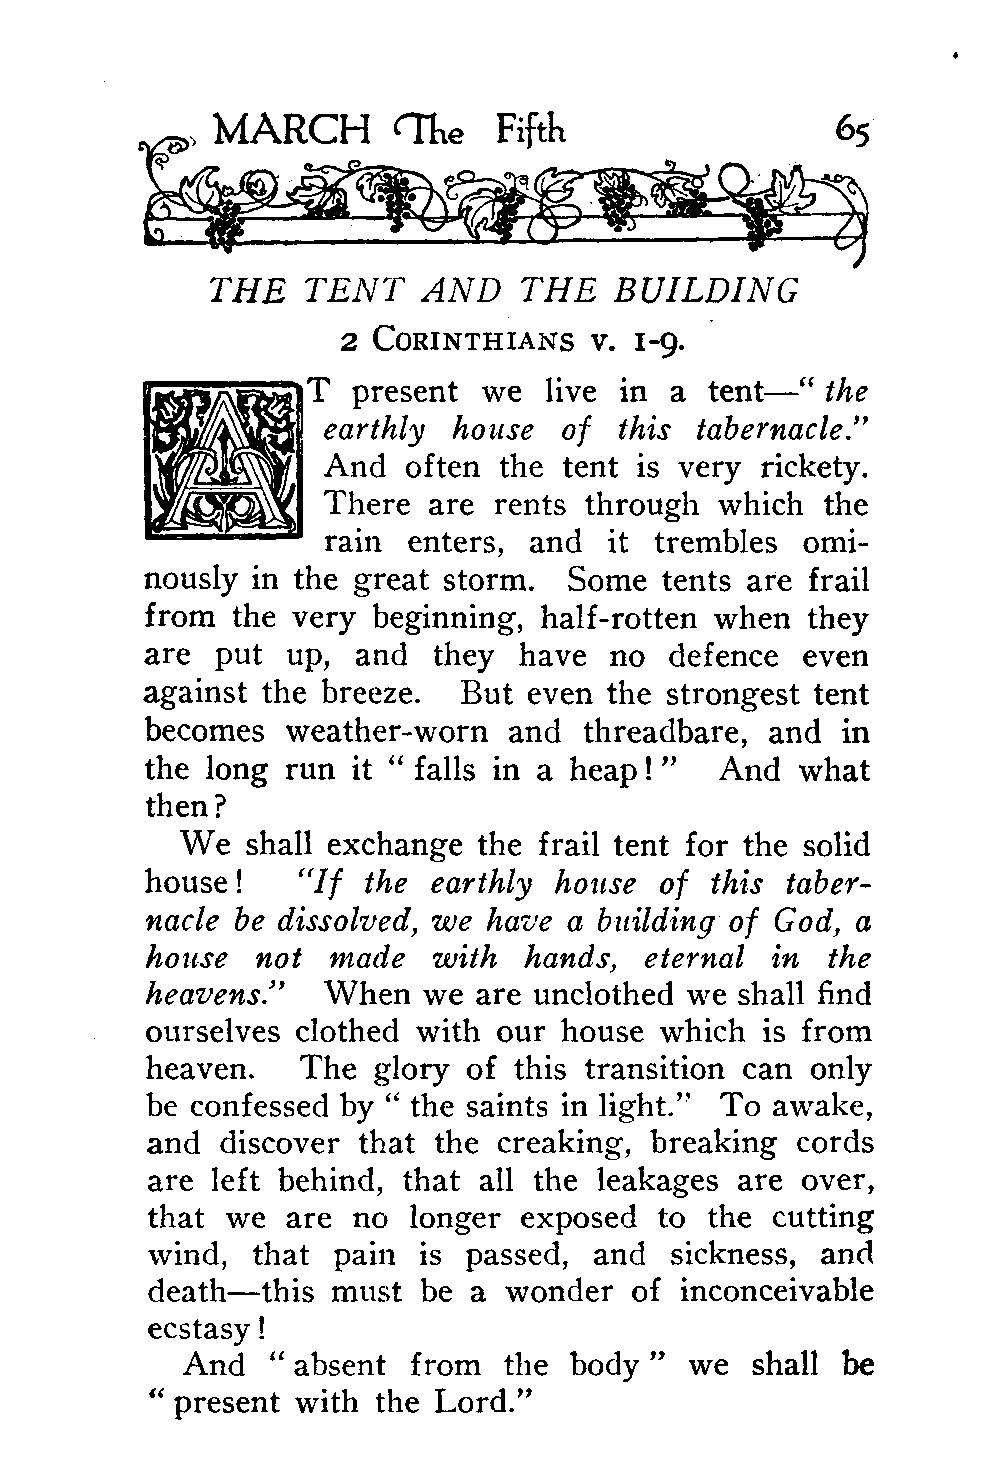 MARCH The Fifth 65
THE TENT AND THE BUILDING
2 CORINTHIANS v. 1-9.
AT present we live in a tent—“ the
earthly house of this tabernacle.”
And often the tent is very rickety.
There are rents through which the
rain enters, and it trembles omi-
nously in the great storm. Some tents are frail
from the very beginning, half-rotten when they
are put up, and they have no defence even
against the breeze. But even the strongest tent
becomes weather-worn and threadbare, and in
the long run it “ falls in a heap! ” And what
then?
We shall exchange the frail tent for the solid
house! “If the earthly house of this taber-
nacle be dissolved, we have a building of God, a
house not made with hands, eternal in the
heavens.” When we are unclothed we shall find
ourselves clothed with our house which is from
heaven. The glory of this transition can only
be confessed by “ the saints in light.” To awake,
and discover that the creaking, breaking cords
are left behind, that all the leakages are over,
that we are no longer exposed to the cutting
wind, that pain is passed, and sickness, and
death—this must be a wonder of inconceivable
ecstasy!
And “ absent from the body ” we shall be
“ present with the Lord.”